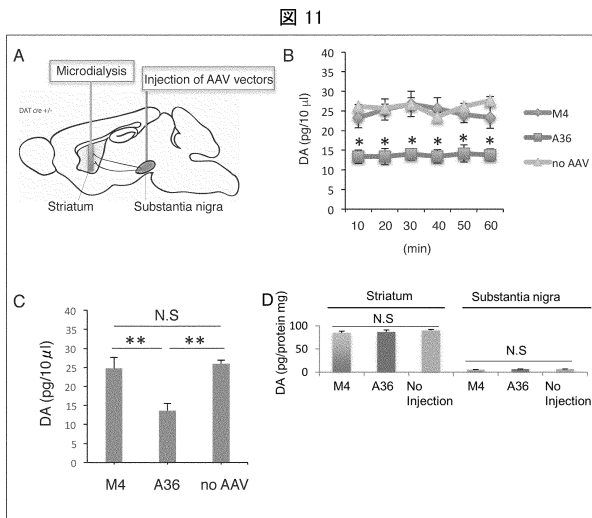 図 11
A
Microdialysis
Injection of AAV vectors
DAT cre +/-
Striatum
Substantia nigra
B
DA (pg/10 μl)
40
35
30
25
20
15
10
5
0
* * * * * *
10 20 30 40 50 60
(min)
M4
A36
no AAV
C
DA (pg/10 μl)
40
35
30
25
20
15
10
5
0
N.S
** **
M4 A36 no AAV
D
DA (pg/protein mg)
Striatum Substantia nigra
100
50
0
N.S
N.S
M4 A36 No Injection M4 A36 No Injection